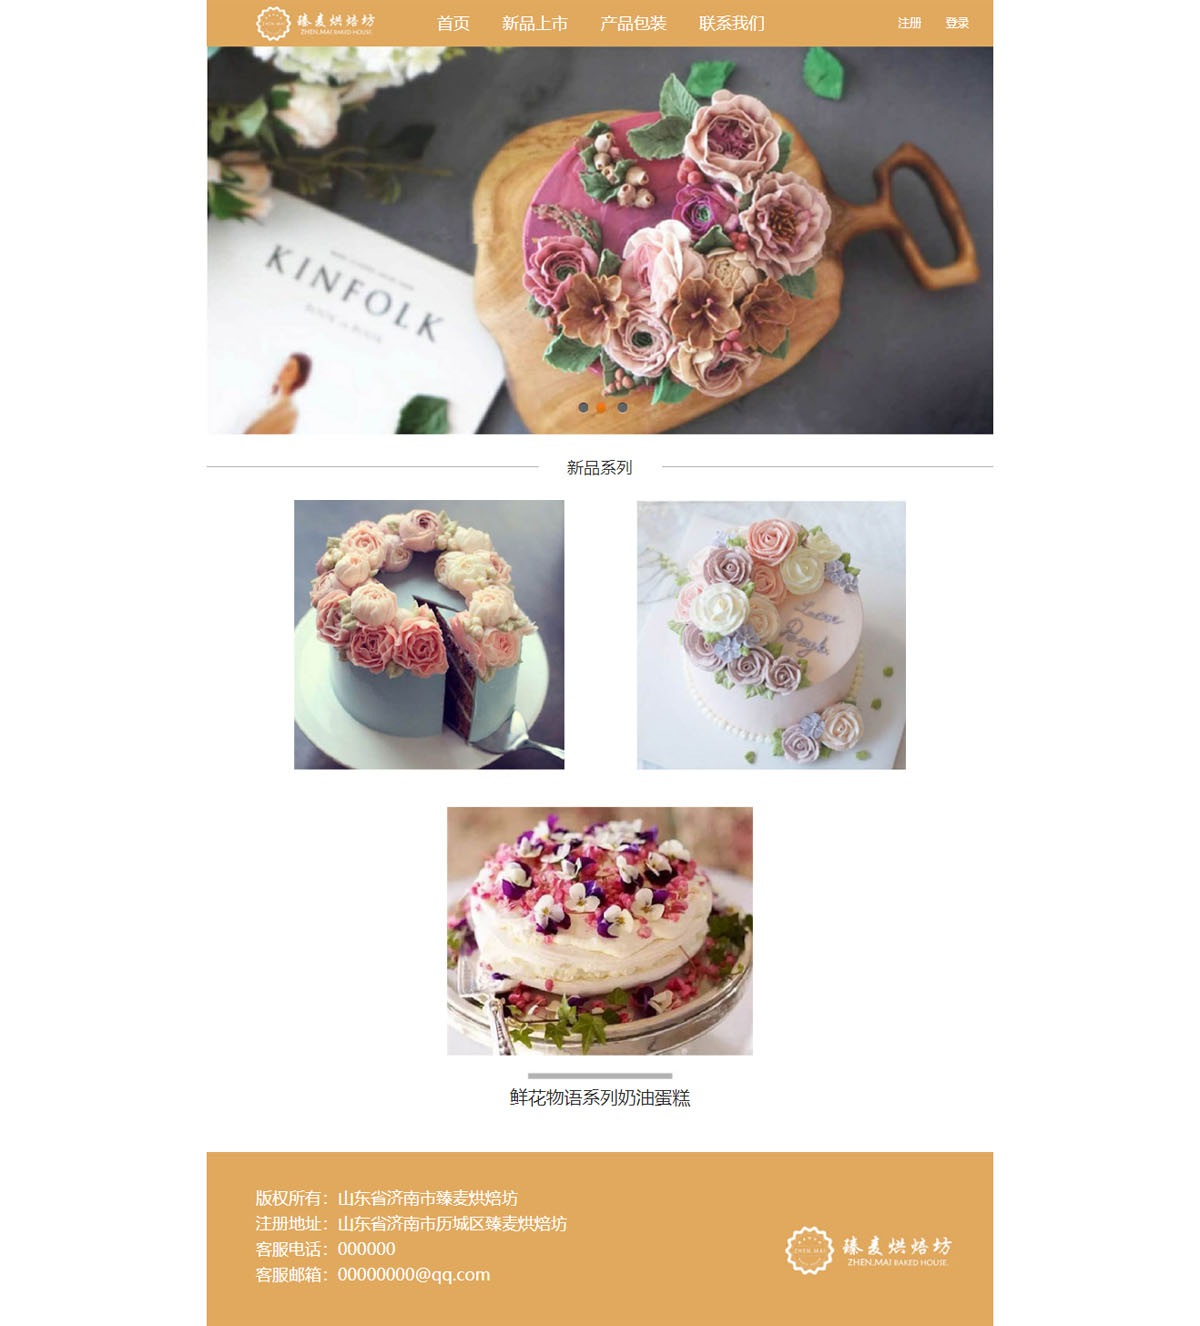 臻麦烘焙坊
ZHEN.MAI BAKED HOUSE.
首页 新品上市 产品包装 联系我们 注册 登录
KINFOLK
新品系列
鲜花物语系列奶油蛋糕
版权所有：山东省济南市臻麦烘焙坊
注册地址：山东省济南市历城区臻麦烘焙坊
客服电话：000000
客服邮箱：00000000@qq.com
ZHEN.MAI
臻麦烘焙坊
ZHEN.MAI BAKED HOUSE.